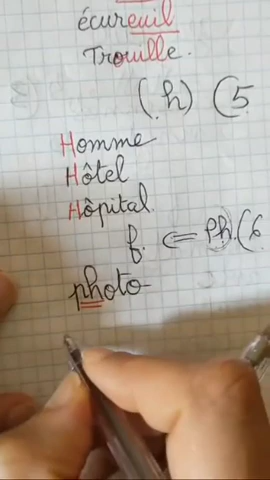 écureuil
Trouille.
(h) (5
Homme
Hôtel
Hôpital
f. ⇐ Ph. (6
photo